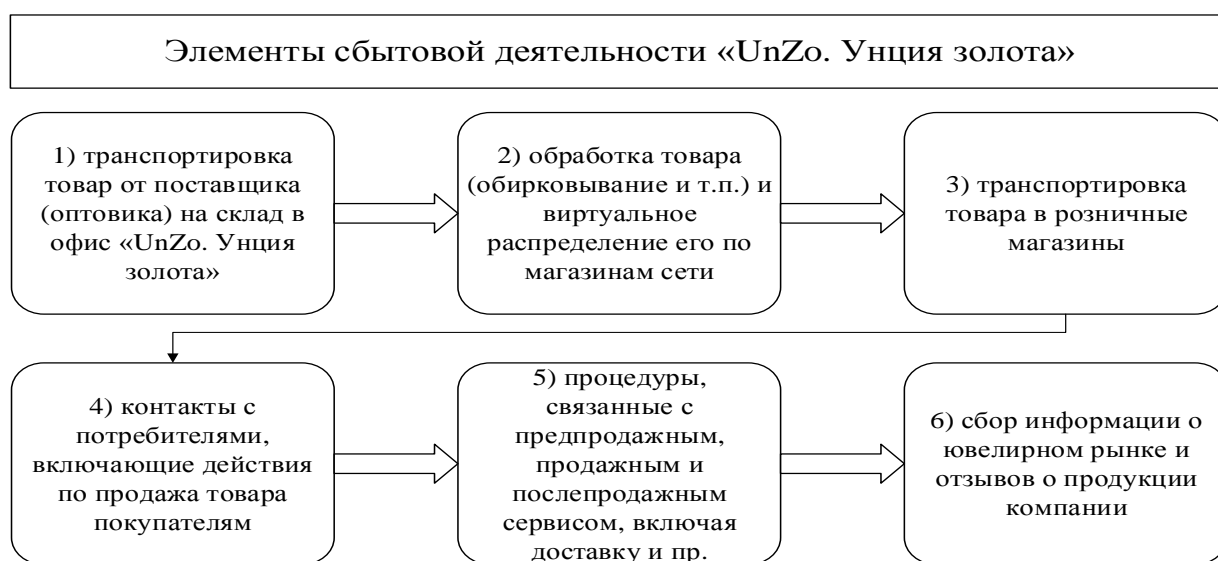 Элементы сбытовой деятельности «UnZo. Унция золота»
1) транспортировка
товар от поставщика
(оптовика) на склад в
офис «UnZo. Унция
золота»
2) обработка товара
(обирковывание и т.п.) и
виртуальное
распределение его по
магазинам сети
3) транспортировка
товара в розничные
магазины
4) контакты с
потребителями,
включающие действия
по продажа товара
покупателям
5) процедуры,
связанные с
предпродажным,
продажным и
послепродажным
сервисом, включая
доставку и пр.
6) сбор информации о
ювелирном рынке и
отзывов о продукции
компании